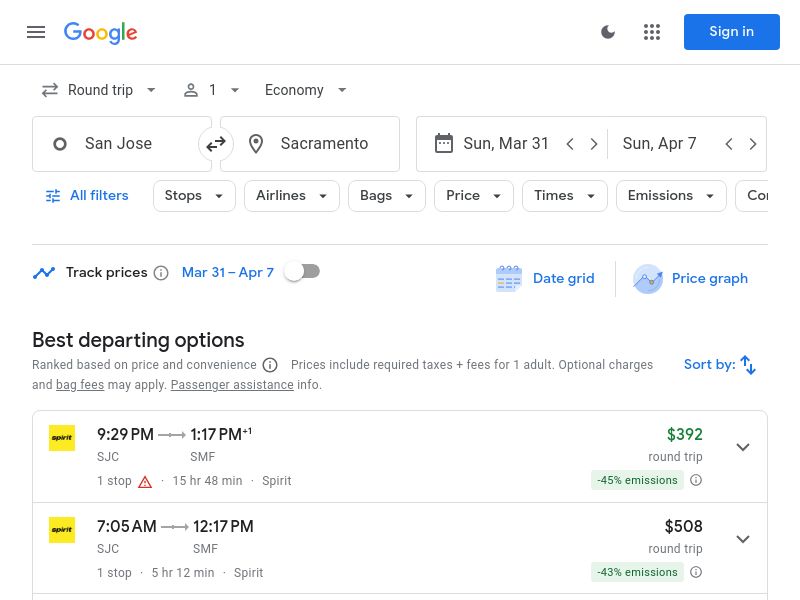 Google
Sign in
Round trip 1 Economy
San Jose Sacramento Sun, Mar 31 Sun, Apr 7
All filters Stops Airlines Bags Price Times Emissions
Track prices Mar 31 – Apr 7 Date grid Price graph
Best departing options
Ranked based on price and convenience Prices include required taxes + fees for 1 adult. Optional charges
and bag fees may apply. Passenger assistance info.
Sort by:
spirit 9:29 PM 1:17 PM+1 $392
SJC SMF round trip
1 stop · 15 hr 48 min · Spirit -45% emissions
spirit 7:05 AM 12:17 PM $508
SJC SMF round trip
1 stop · 5 hr 12 min · Spirit -43% emissions